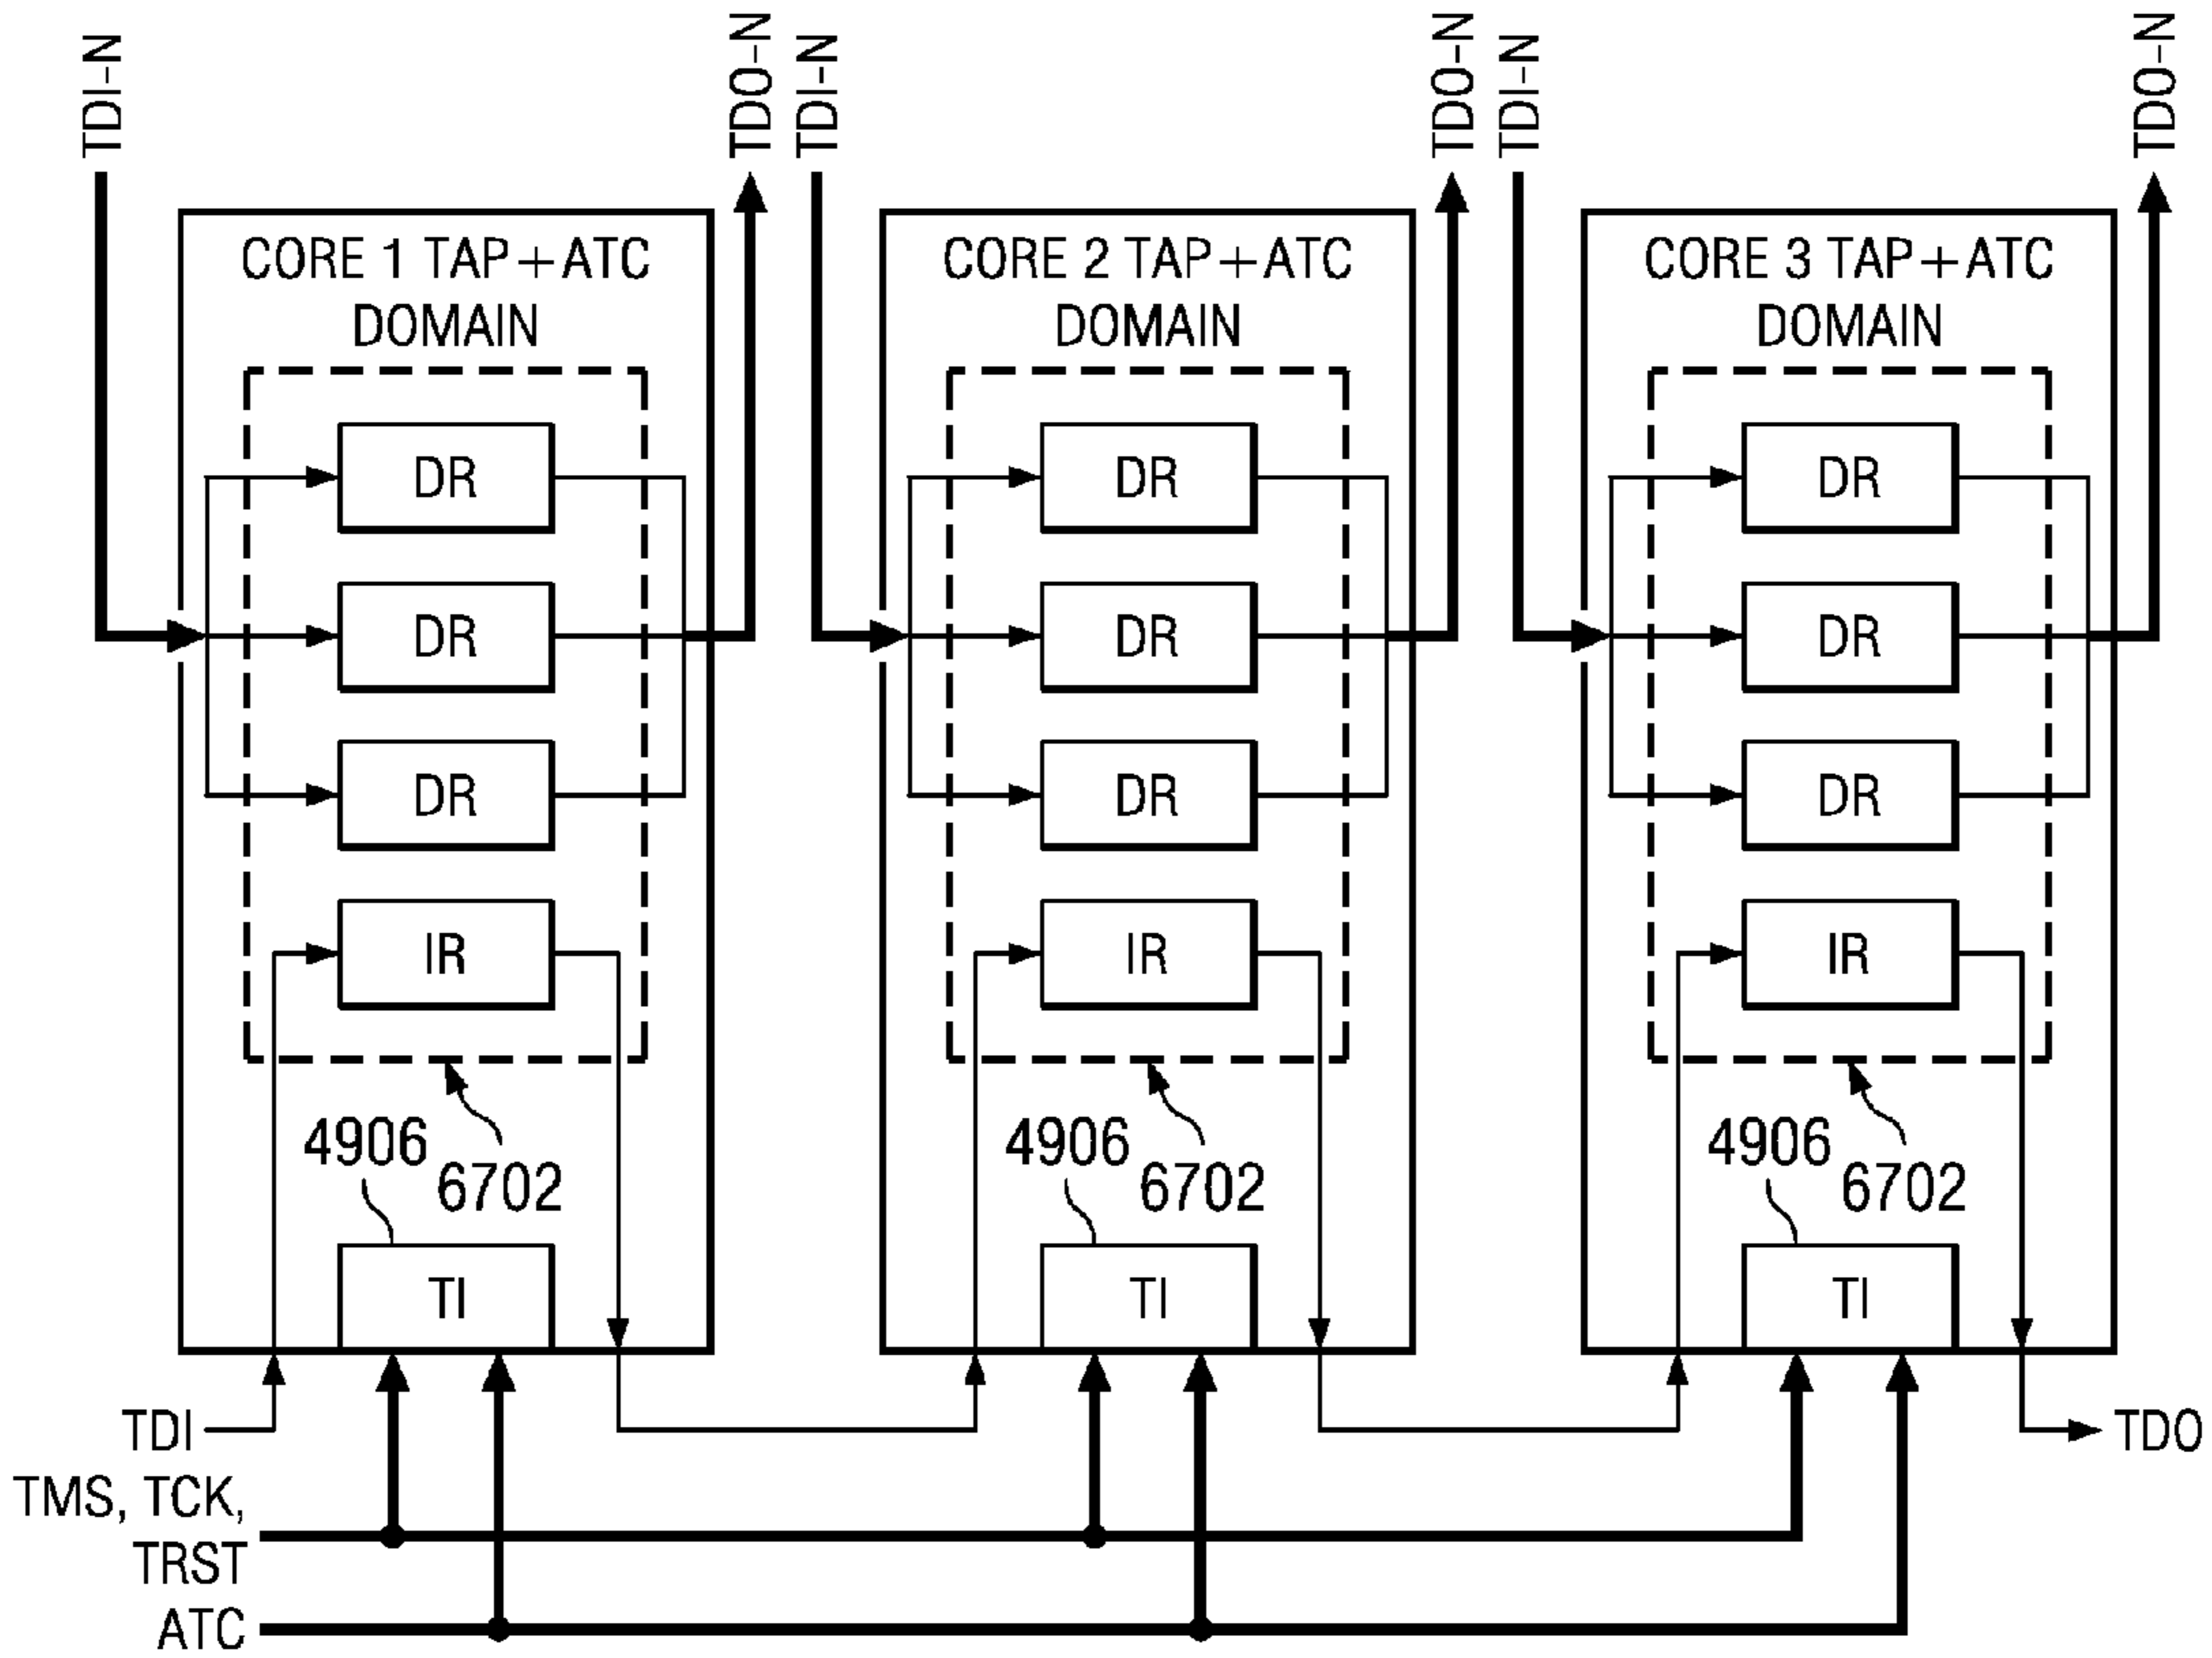 TDI-N
TDO-N
TDI-N
TDO-N
TDI-N
TDO-N
CORE 1 TAP+ATC
DOMAIN
DR
DR
DR
IR
4906
6702
TI
CORE 2 TAP+ATC
DOMAIN
DR
DR
DR
IR
4906
6702
TI
CORE 3 TAP+ATC
DOMAIN
DR
DR
DR
IR
4906
6702
TI
TDI
TDO
TMS, TCK,
TRST
ATC